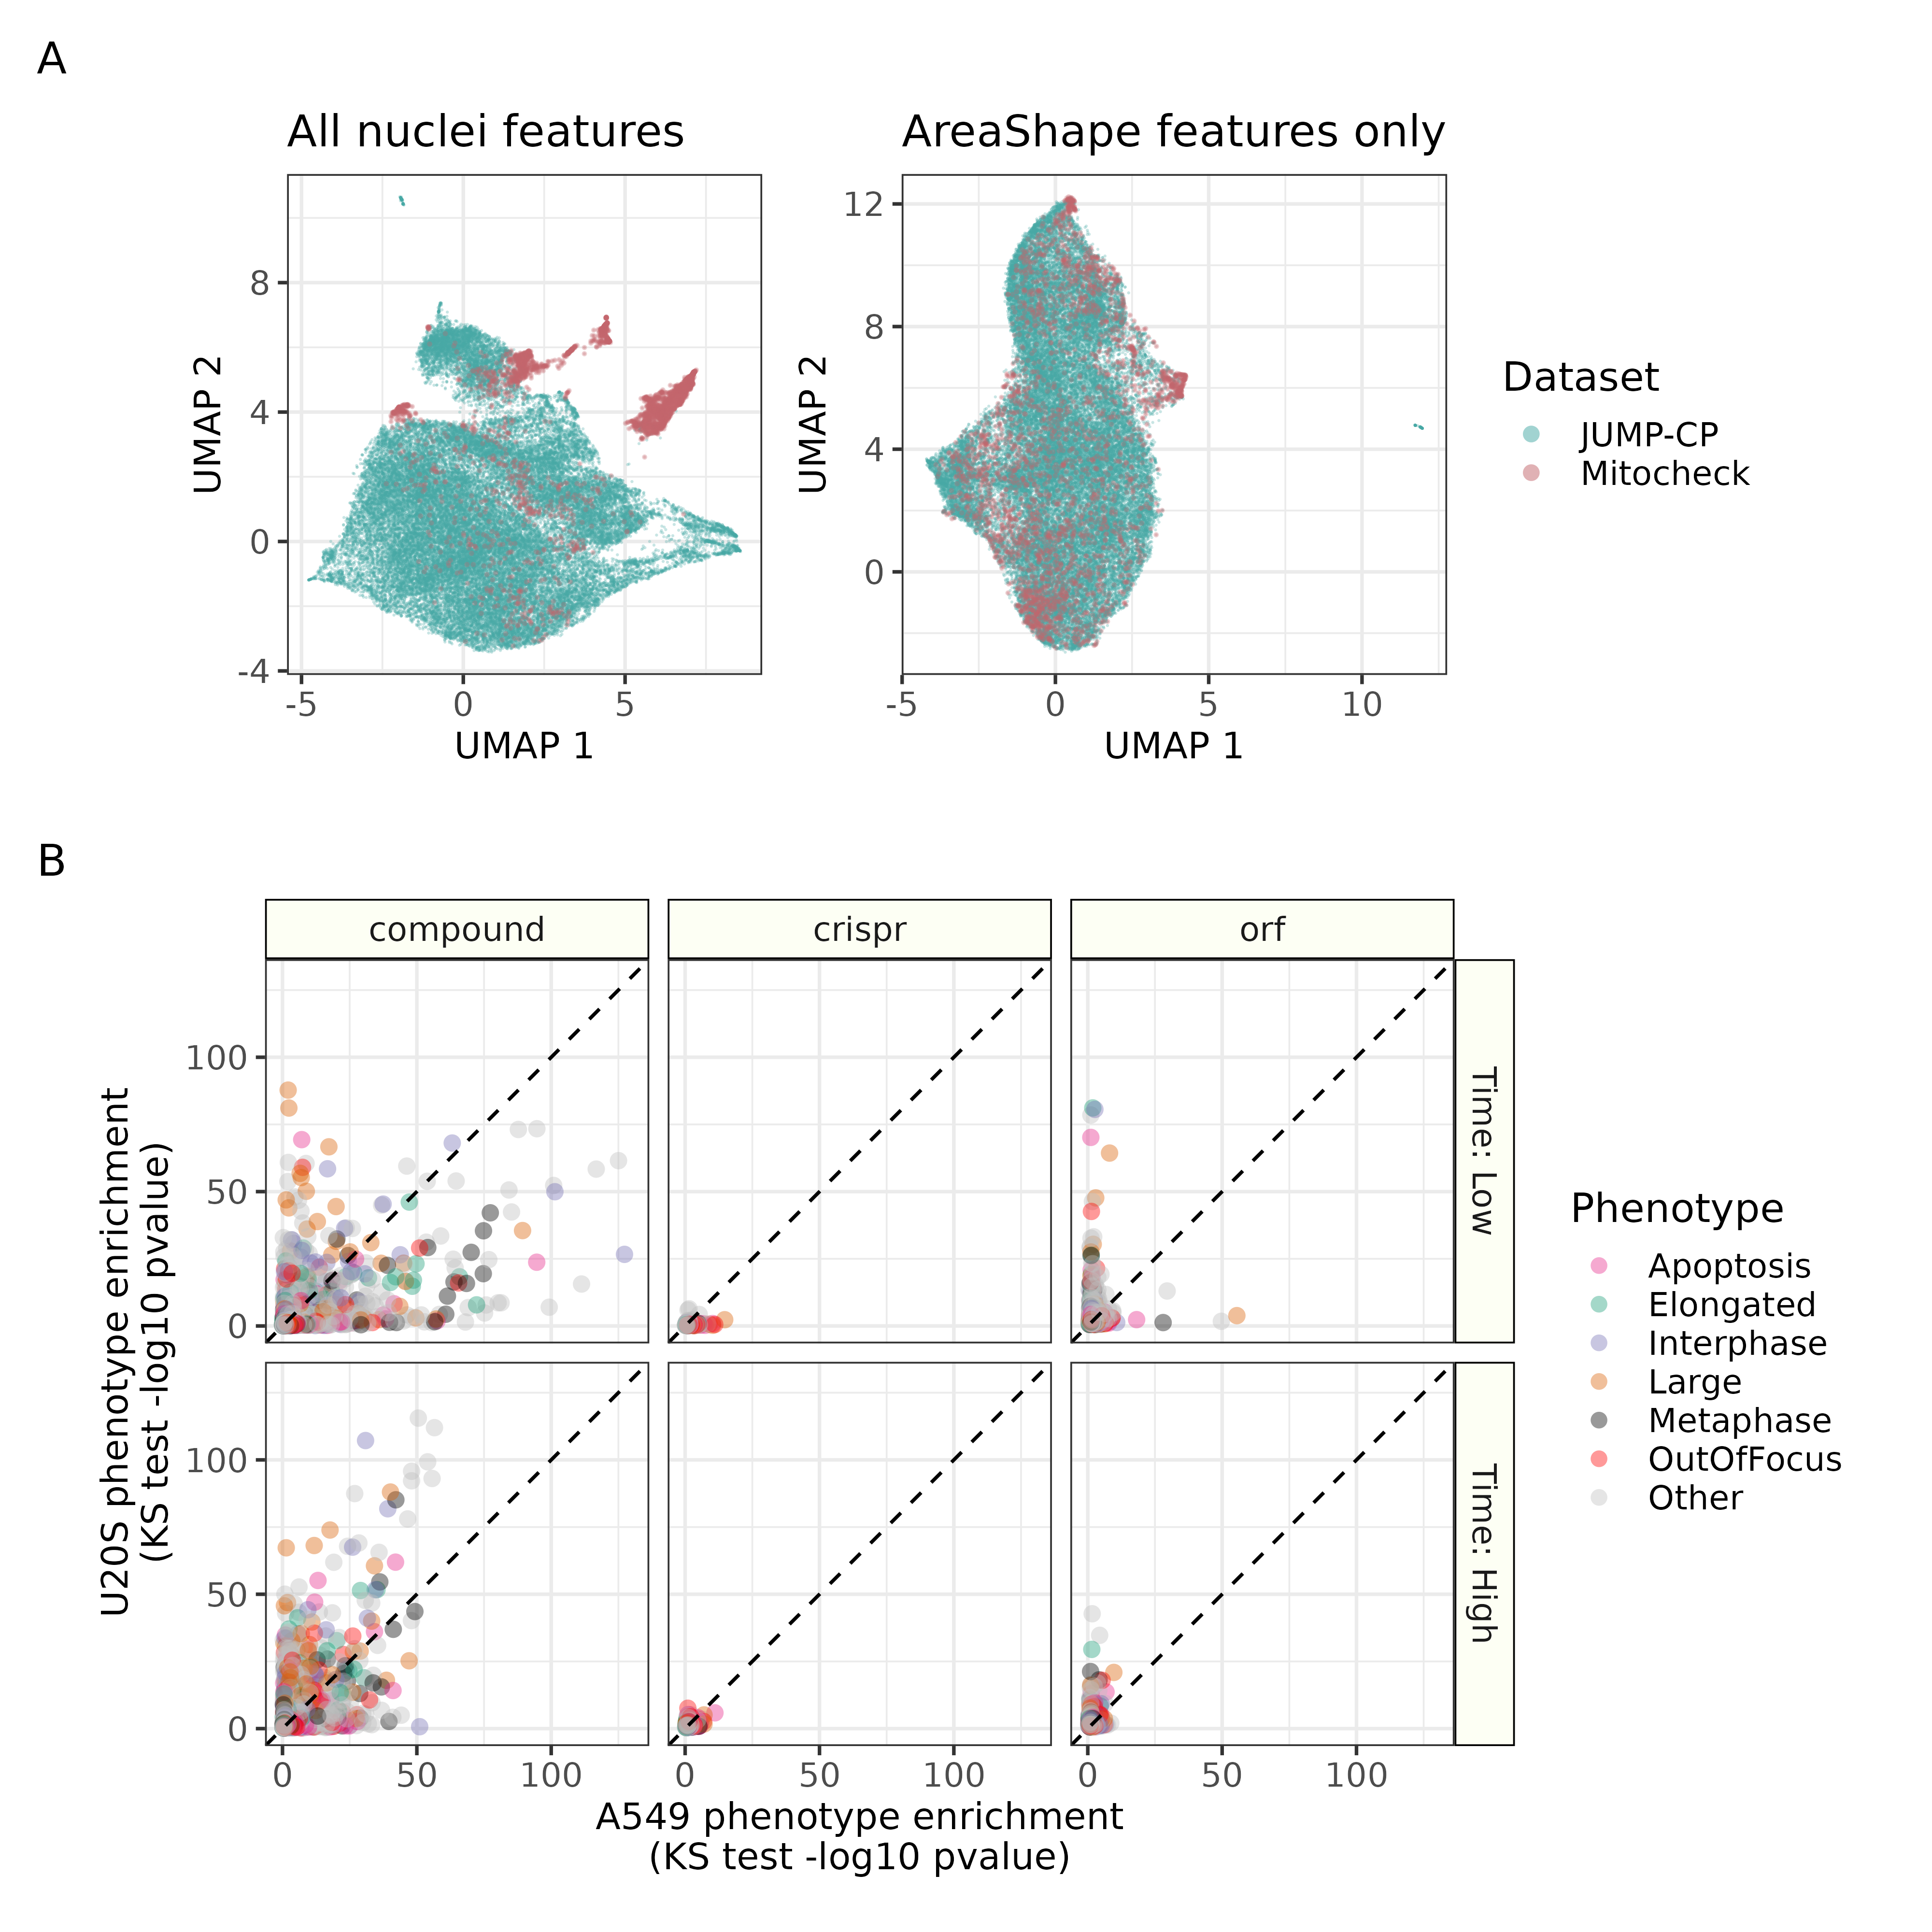 A
All nuclei features
AreaShape features only
8
4
0
-4
-5
0
5
UMAP 1
UMAP 2
12
8
4
0
-5
0
5
10
UMAP 1
UMAP 2
Dataset
JUMP-CP
Mitocheck
B
compound
crispr
orf
Time: Low
Time: High
100
50
0
100
50
0
0
50
100
0
50
100
0
50
100
U20S phenotype enrichment
(KS test -log10 pvalue)
A549 phenotype enrichment
(KS test -log10 pvalue)
Phenotype
Apoptosis
Elongated
Interphase
Large
Metaphase
OutOfFocus
Other